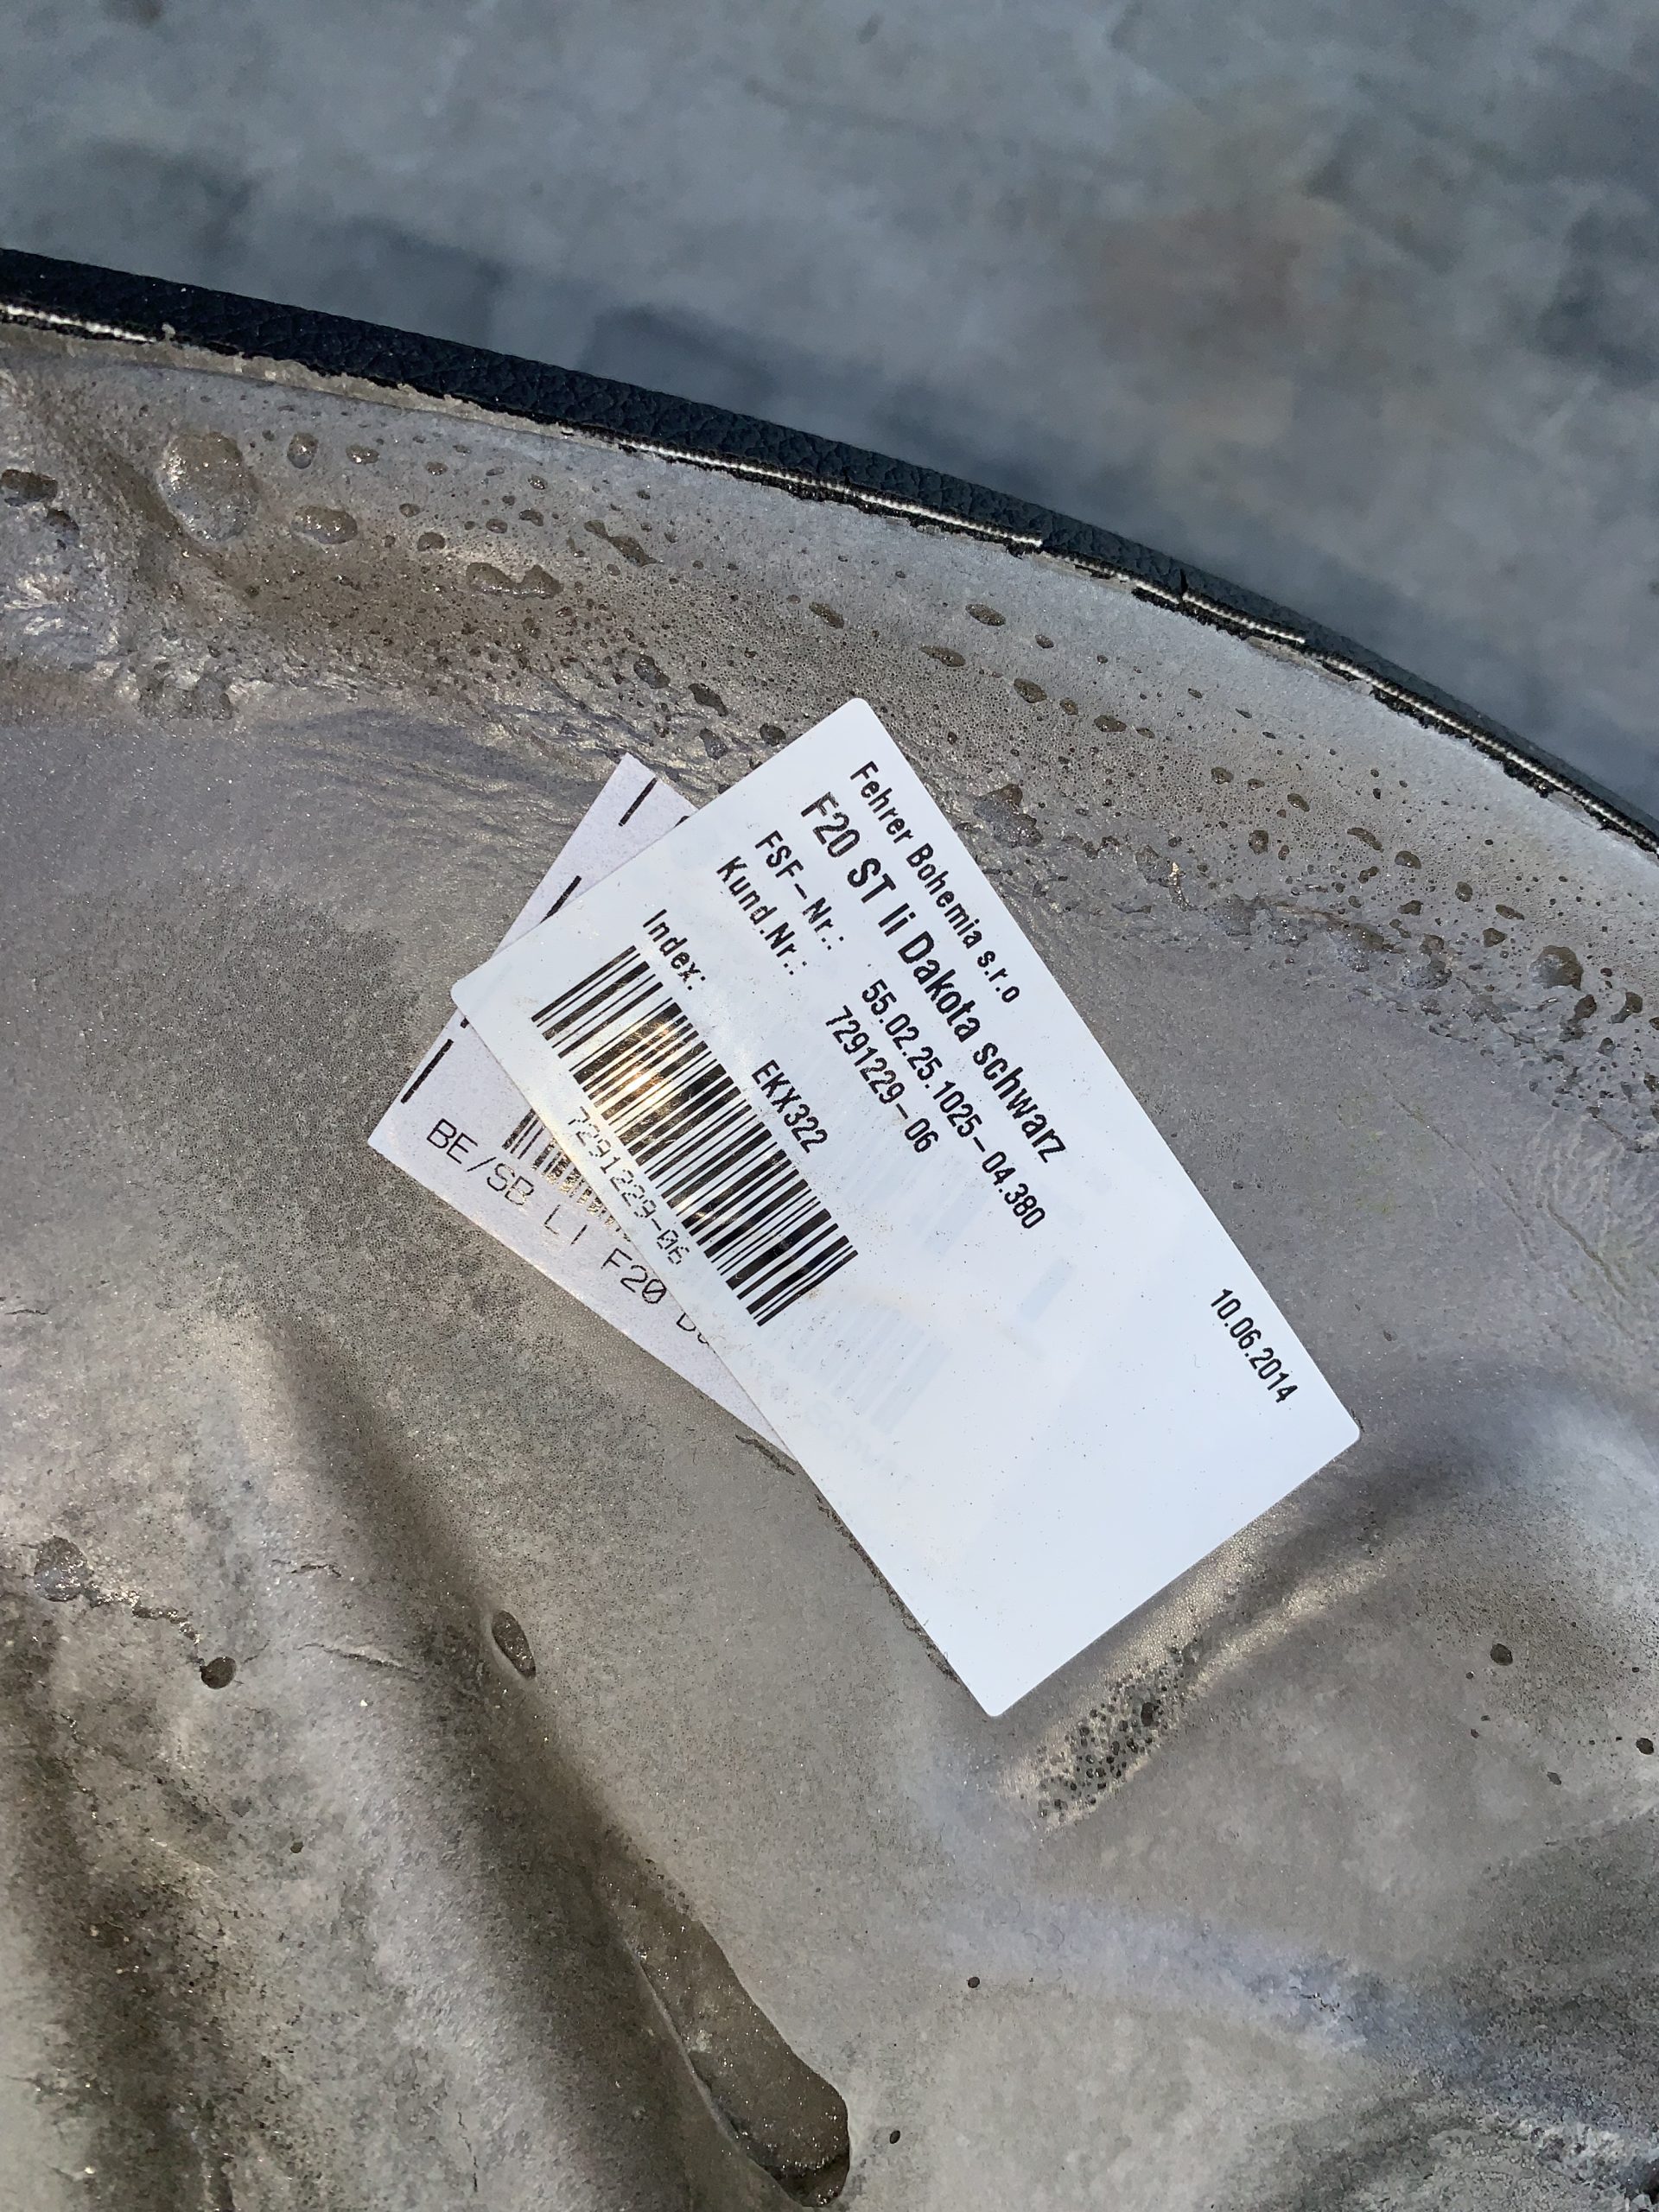 Fehrer Bohemia s.r.o
F20 ST li Dakota schwarz
FSF-Nr.: 55.02.25.1025-04.380
Kund.Nr.: 7291229-06
10.06.2014
Index: EKX322
7291229-06
BE/SB LI F20